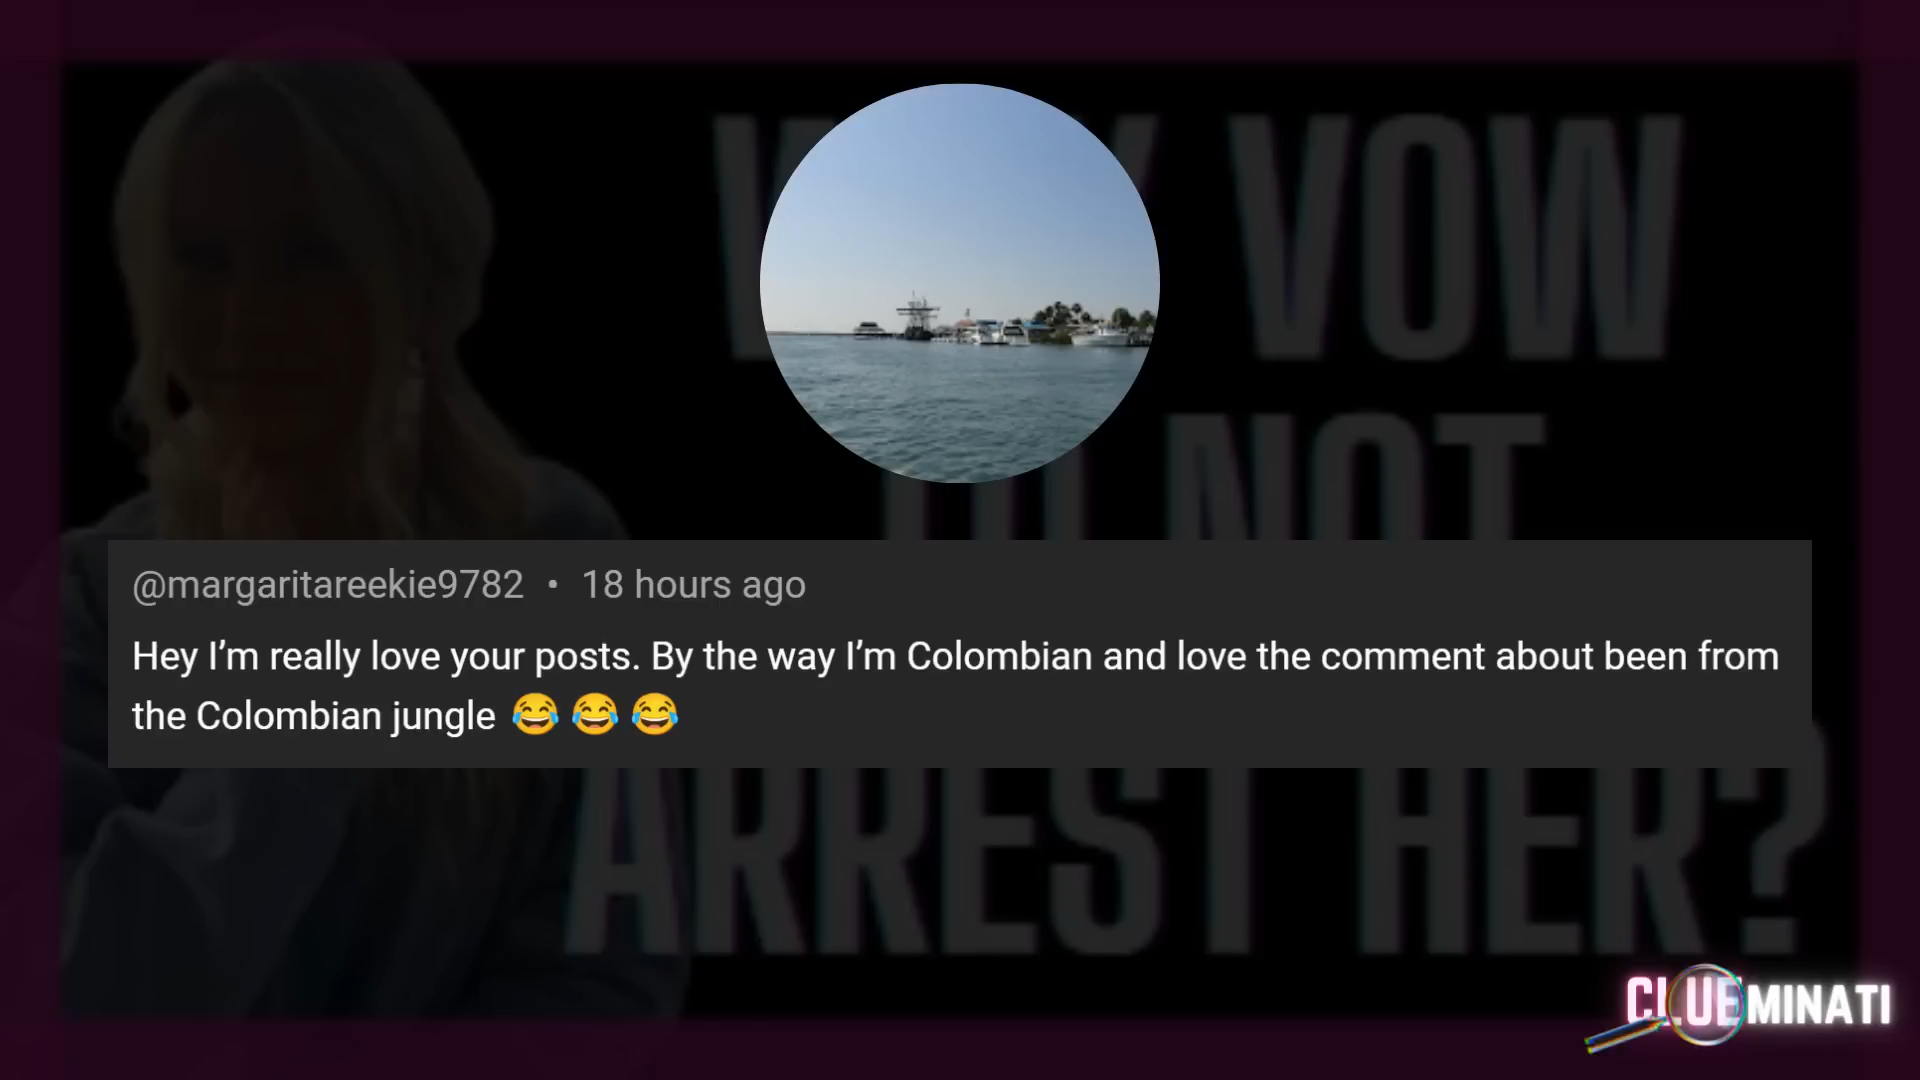 VOW
NOT
@margaritareekie9782 • 18 hours ago
Hey I’m really love your posts. By the way I’m Colombian and love the comment about been from
the Colombian jungle 😂 😂 😂
ARREST HER?
CLUEMINATI